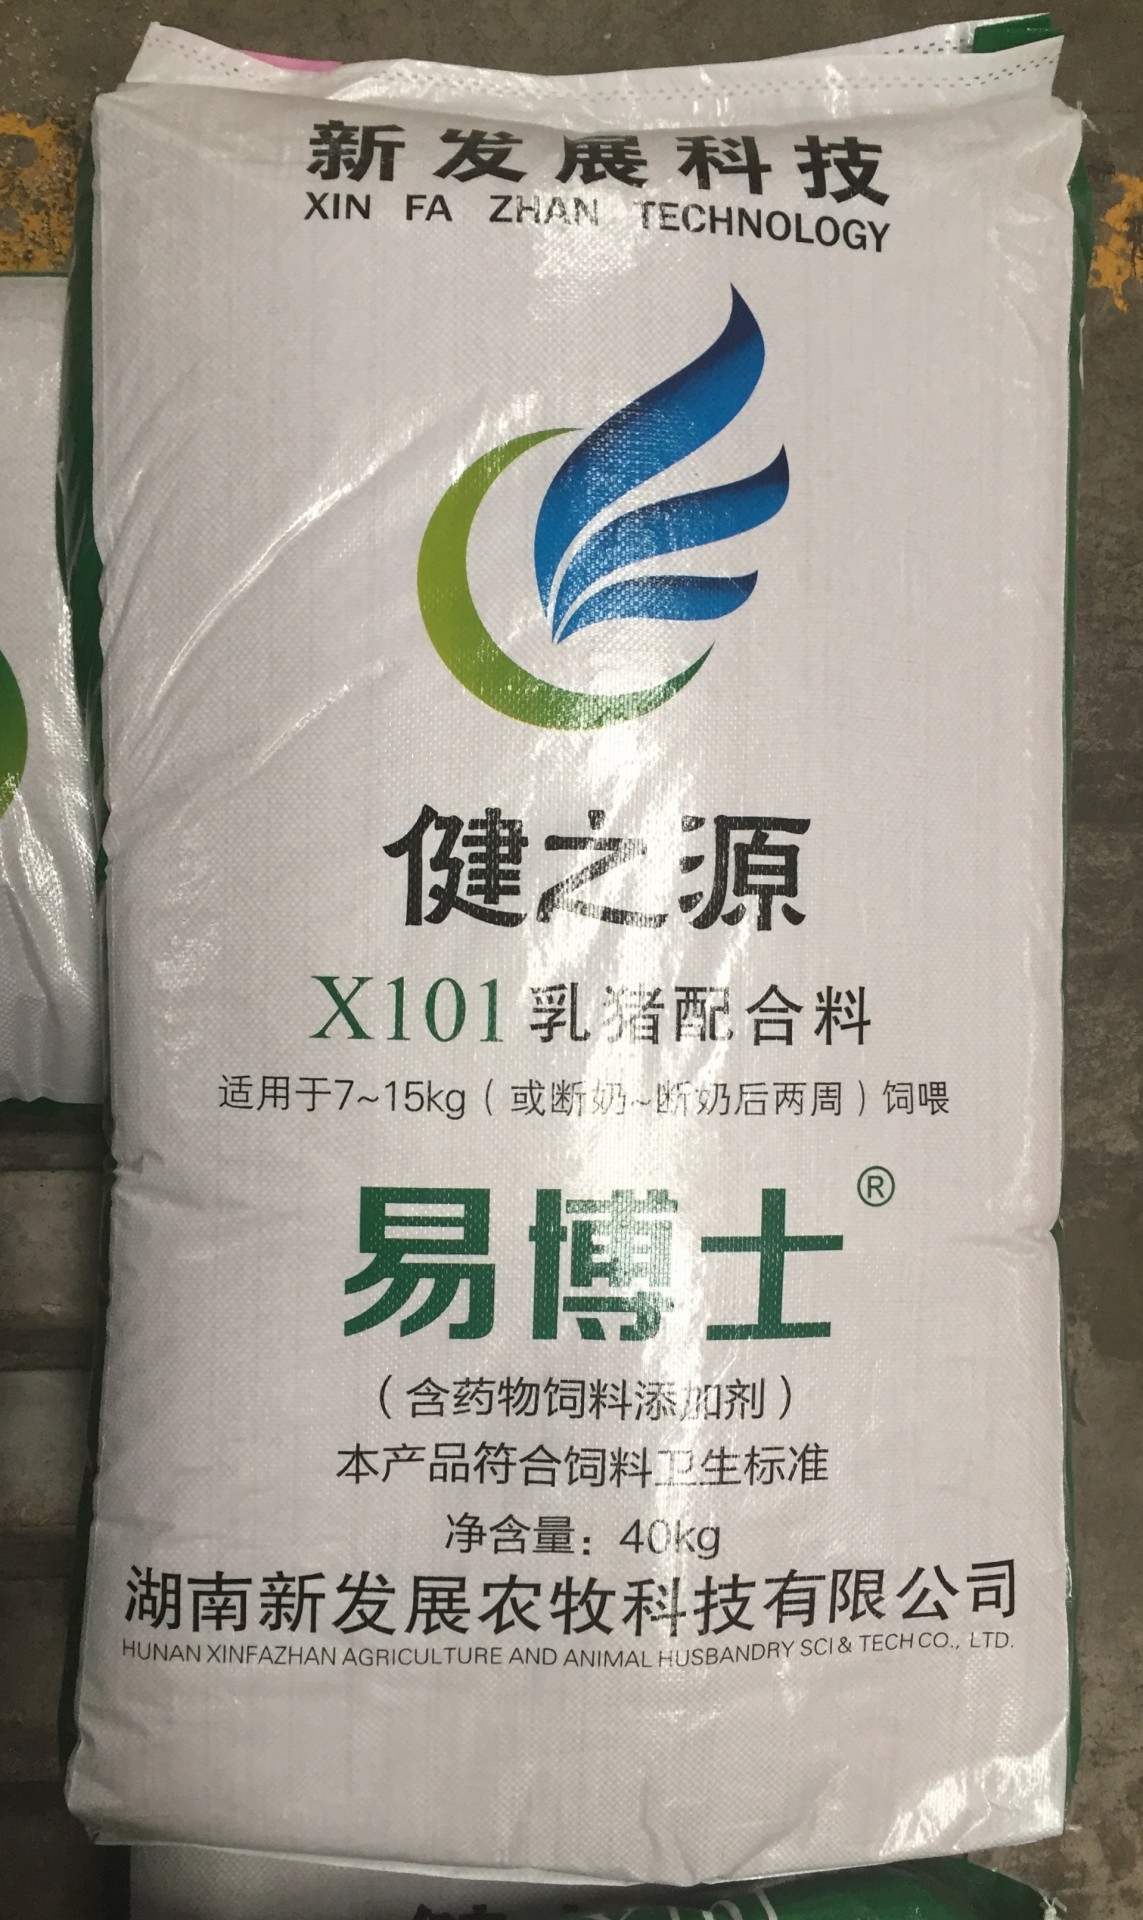 新发展科技
XIN FA ZHAN TECHNOLOGY
健之源
X101 乳猪配合料
适用于7~15kg（或断奶~断奶后两周）饲喂
易博士®
（含药物饲料添加剂）
本产品符合饲料卫生标准
净含量：40kg
湖南新发展农牧科技有限公司
HUNAN XINFAZHAN AGRICULTURE AND ANIMAL HUSBANDRY SCI & TECH CO., LTD.